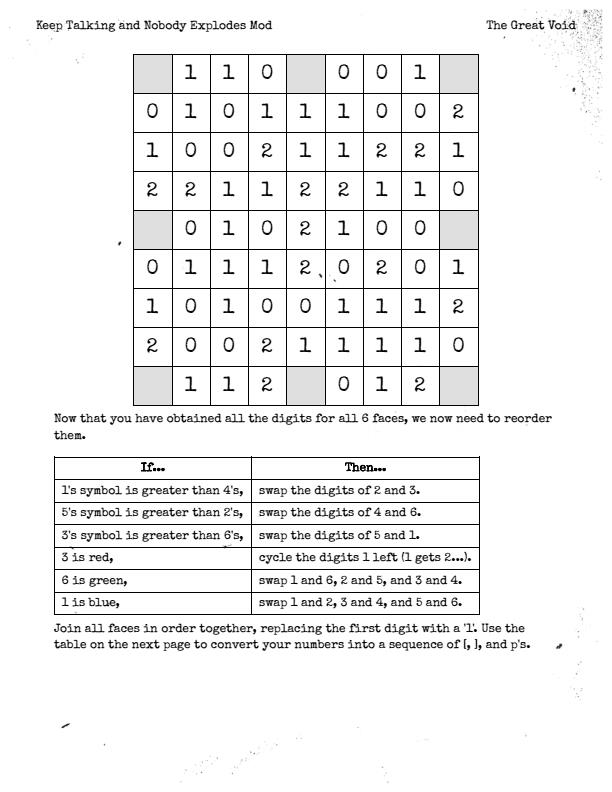 Keep Talking and Nobody Explodes Mod The Great Void
1 1 0 0 0 1
0 1 0 1 1 1 0 0 2
1 0 0 2 1 1 2 2 1
2 2 1 1 2 2 1 1 0
0 1 0 2 1 0 0
0 1 1 1 2 0 2 0 1
1 0 1 0 0 1 1 1 2
2 0 0 2 1 1 1 1 0
1 1 2 0 1 2
Now that you have obtained all the digits for all 6 faces, we now need to reorder
them.
If... Then...
1's symbol is greater than 4's, swap the digits of 2 and 3.
5's symbol is greater than 2's, swap the digits of 4 and 6.
3's symbol is greater than 6's, swap the digits of 5 and 1.
3 is red, cycle the digits 1 left (1 gets 2...).
6 is green, swap 1 and 6, 2 and 5, and 3 and 4.
1 is blue, swap 1 and 2, 3 and 4, and 5 and 6.
Join all faces in order together, replacing the first digit with a '1'. Use the
table on the next page to convert your numbers into a sequence of [, ], and p's.